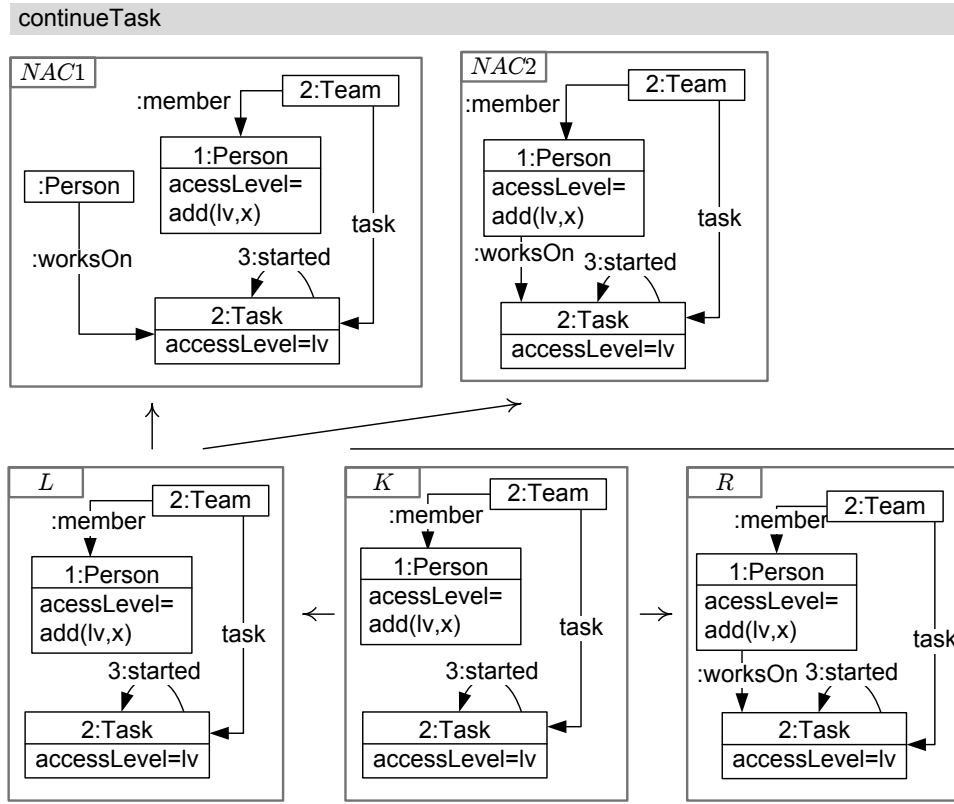 continueTask
NAC1
2:Team
:member
1:Person
acessLevel=
add(lv,x)
:Person
task
:worksOn
3:started
2:Task
accessLevel=lv
NAC2
2:Team
:member
1:Person
acessLevel=
add(lv,x)
task
:worksOn
3:started
2:Task
accessLevel=lv
L
2:Team
:member
1:Person
acessLevel=
add(lv,x)
task
3:started
2:Task
accessLevel=lv
K
2:Team
:member
1:Person
acessLevel=
add(lv,x)
task
3:started
2:Task
accessLevel=lv
R
2:Team
:member
1:Person
acessLevel=
add(lv,x)
task
:worksOn
3:started
2:Task
accessLevel=lv